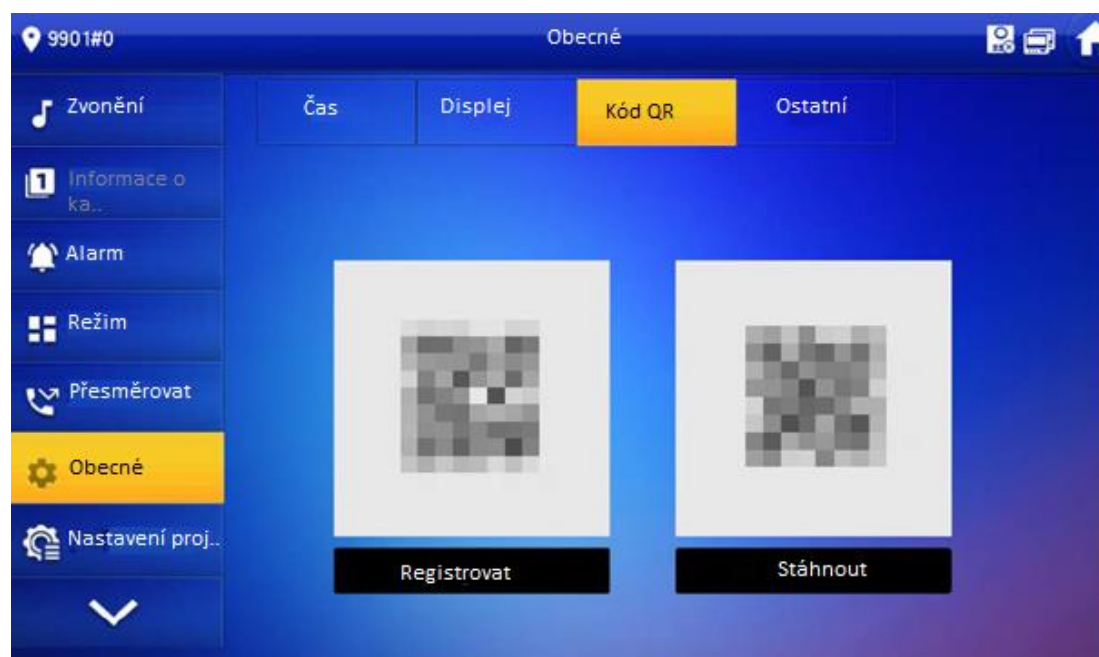 9901#0
Obecné
Zvonění
Čas
Displej
Kód QR
Ostatní
1
Informace o
ka..
Alarm
Režim
Přesměrovat
Obecné
Nastavení proj..
Registrovat
Stáhnout